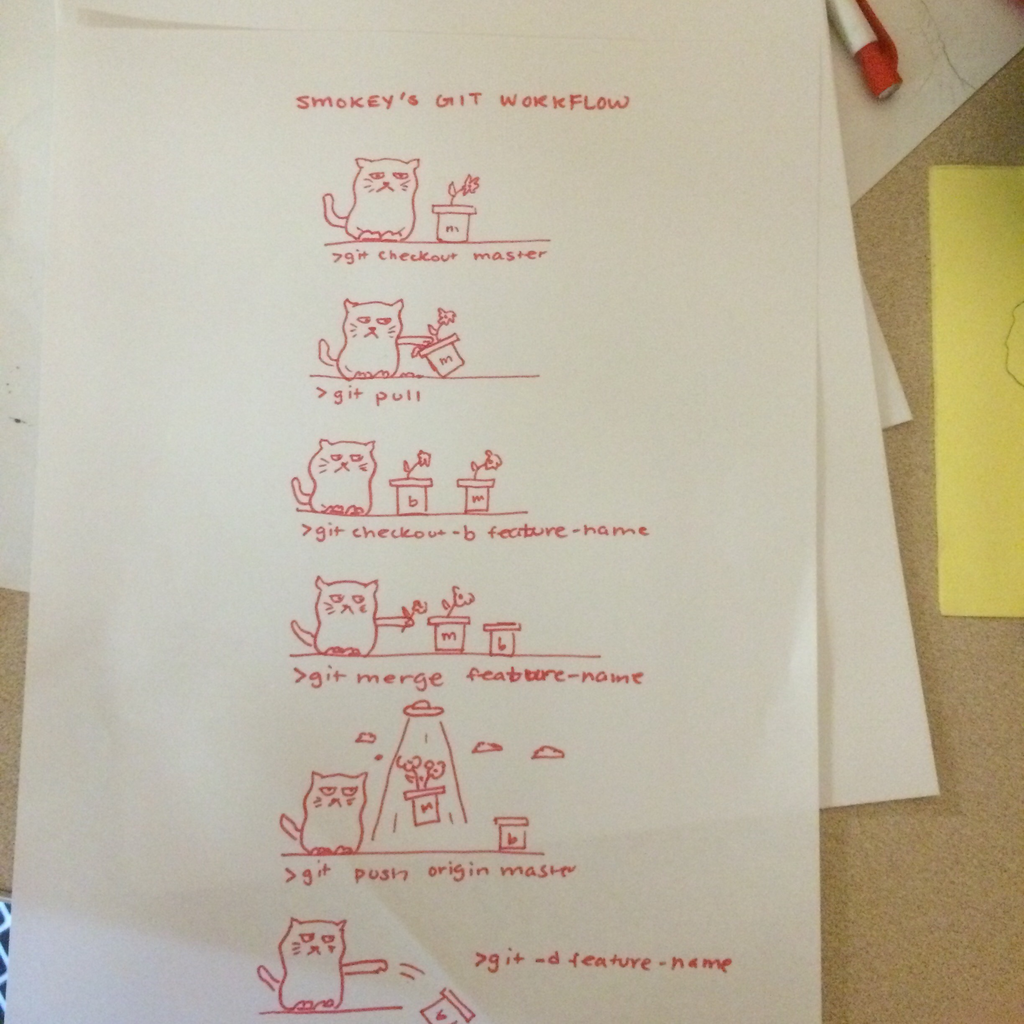 SMOKEY'S GIT WORKFLOW
m
>git checkout master
m
>git pull
b m
>git checkout -b feature-name
m b
>git merge feature-name
m
b
>git push origin master
>git -d feature-name
b